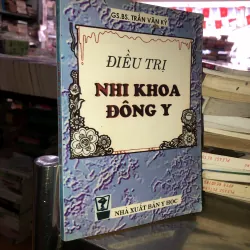 GS.BS. TRẦN VĂN KỲ
ĐIỀU TRỊ
NHI KHOA
ĐÔNG Y
NHÀ XUẤT BẢN Y HỌC